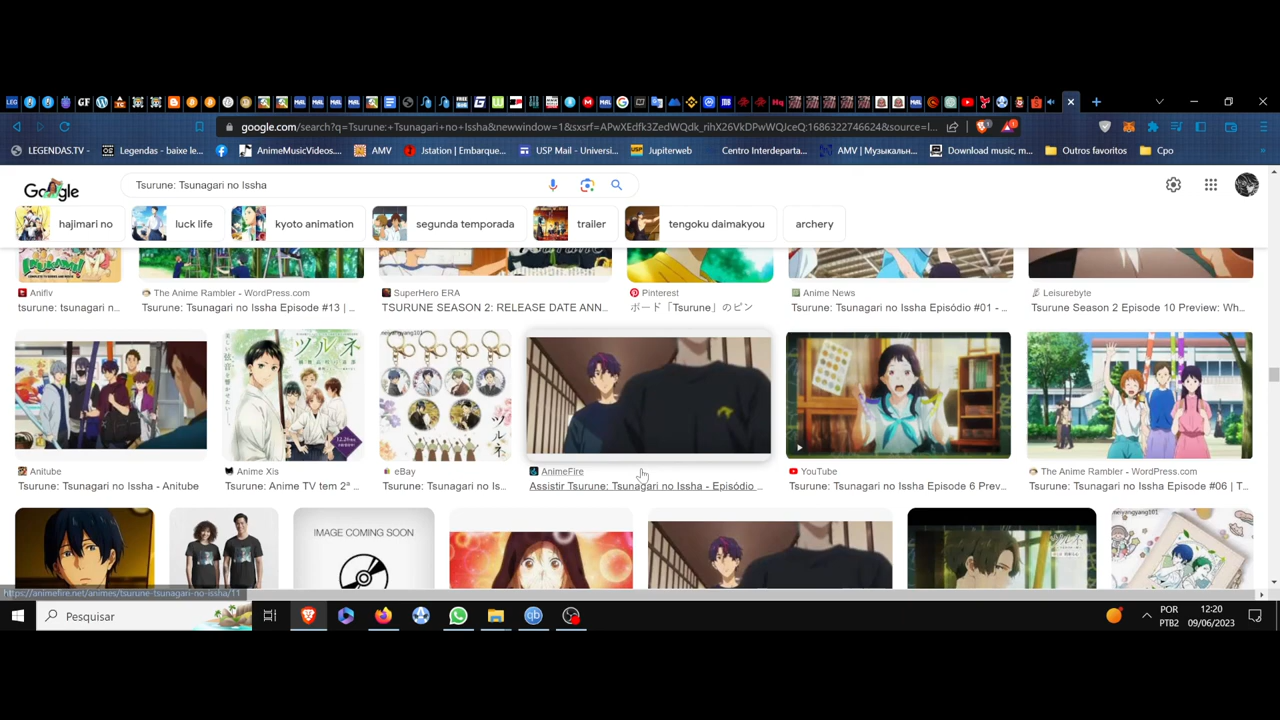 google.com/search?q=Tsurune:+Tsunagari+no+Issha&newwindow=1&sxsrf=APwXEdfk3ZedWQdk_rihX26VkDPwWQJceQ:1686322746624&source=l...
LEGENDAS.TV - Legendas - baixe le... AnimeMusicVideos.... AMV Jstation | Embarque... USP Mail - Universi... Jupiterweb Centro Interdeparta... AMV | Музыкальн... Download music, m... Outros favoritos Cpo
Google Tsurune: Tsunagari no Issha
hajimari no luck life kyoto animation segunda temporada trailer tengoku daimakyou archery
Anifiv The Anime Rambler - WordPress.com SuperHero ERA Pinterest Anime News Leisurebyte
tsurune: tsunagari n... Tsurune: Tsunagari no Issha Episode #13 | ... TSURUNE SEASON 2: RELEASE DATE ANN... ボード「Tsurune」のピン Tsurune: Tsunagari no Issha Episódio #01 - ... Tsurune Season 2 Episode 10 Preview: Wh...
ツルネ
12.21
ツルネ
Anitube Anime Xis eBay AnimeFire YouTube The Anime Rambler - WordPress.com
Tsurune: Tsunagari no Issha - Anitube Tsurune: Anime TV tem 2ª ... Tsurune: Tsunagari no Is... Assistir Tsurune: Tsunagari no Issha - Episódio ... Tsurune: Tsunagari no Issha Episode 6 Prev... Tsurune: Tsunagari no Issha Episode #06 | T...
IMAGE COMING SOON
https://animefire.net/animes/tsurune-tsunagari-no-issha/11
Pesquisar
POR 12:20
PTB2 09/06/2023